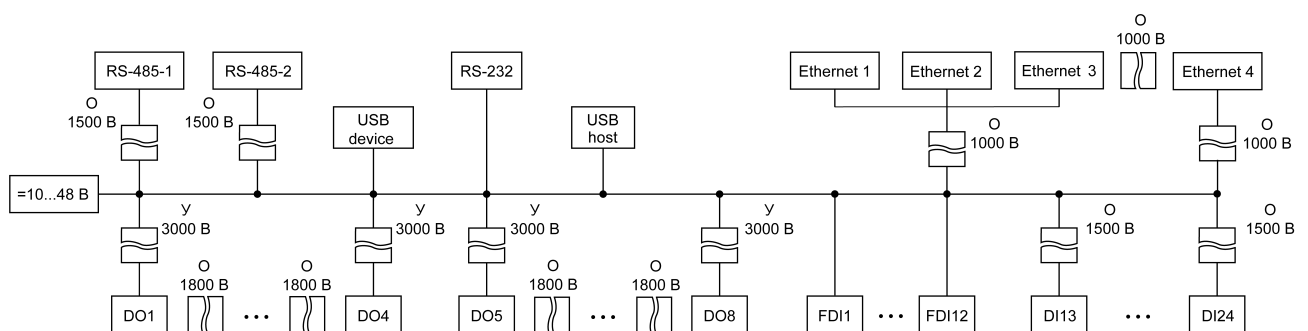 О
1000 В
RS-485-1
RS-485-2
RS-232
Ethernet 1
Ethernet 2
Ethernet 3
Ethernet 4
О
1500 В
О
1500 В
USB
device
USB
host
О
1000 В
О
1000 В
=10...48 В
У
3000 В
У
3000 В
У
3000 В
У
3000 В
О
1500 В
О
1500 В
О
1800 В
О
1800 В
О
1800 В
О
1800 В
DO1
...
DO4
DO5
...
DO8
FDI1
...
FDI12
DI13
...
DI24